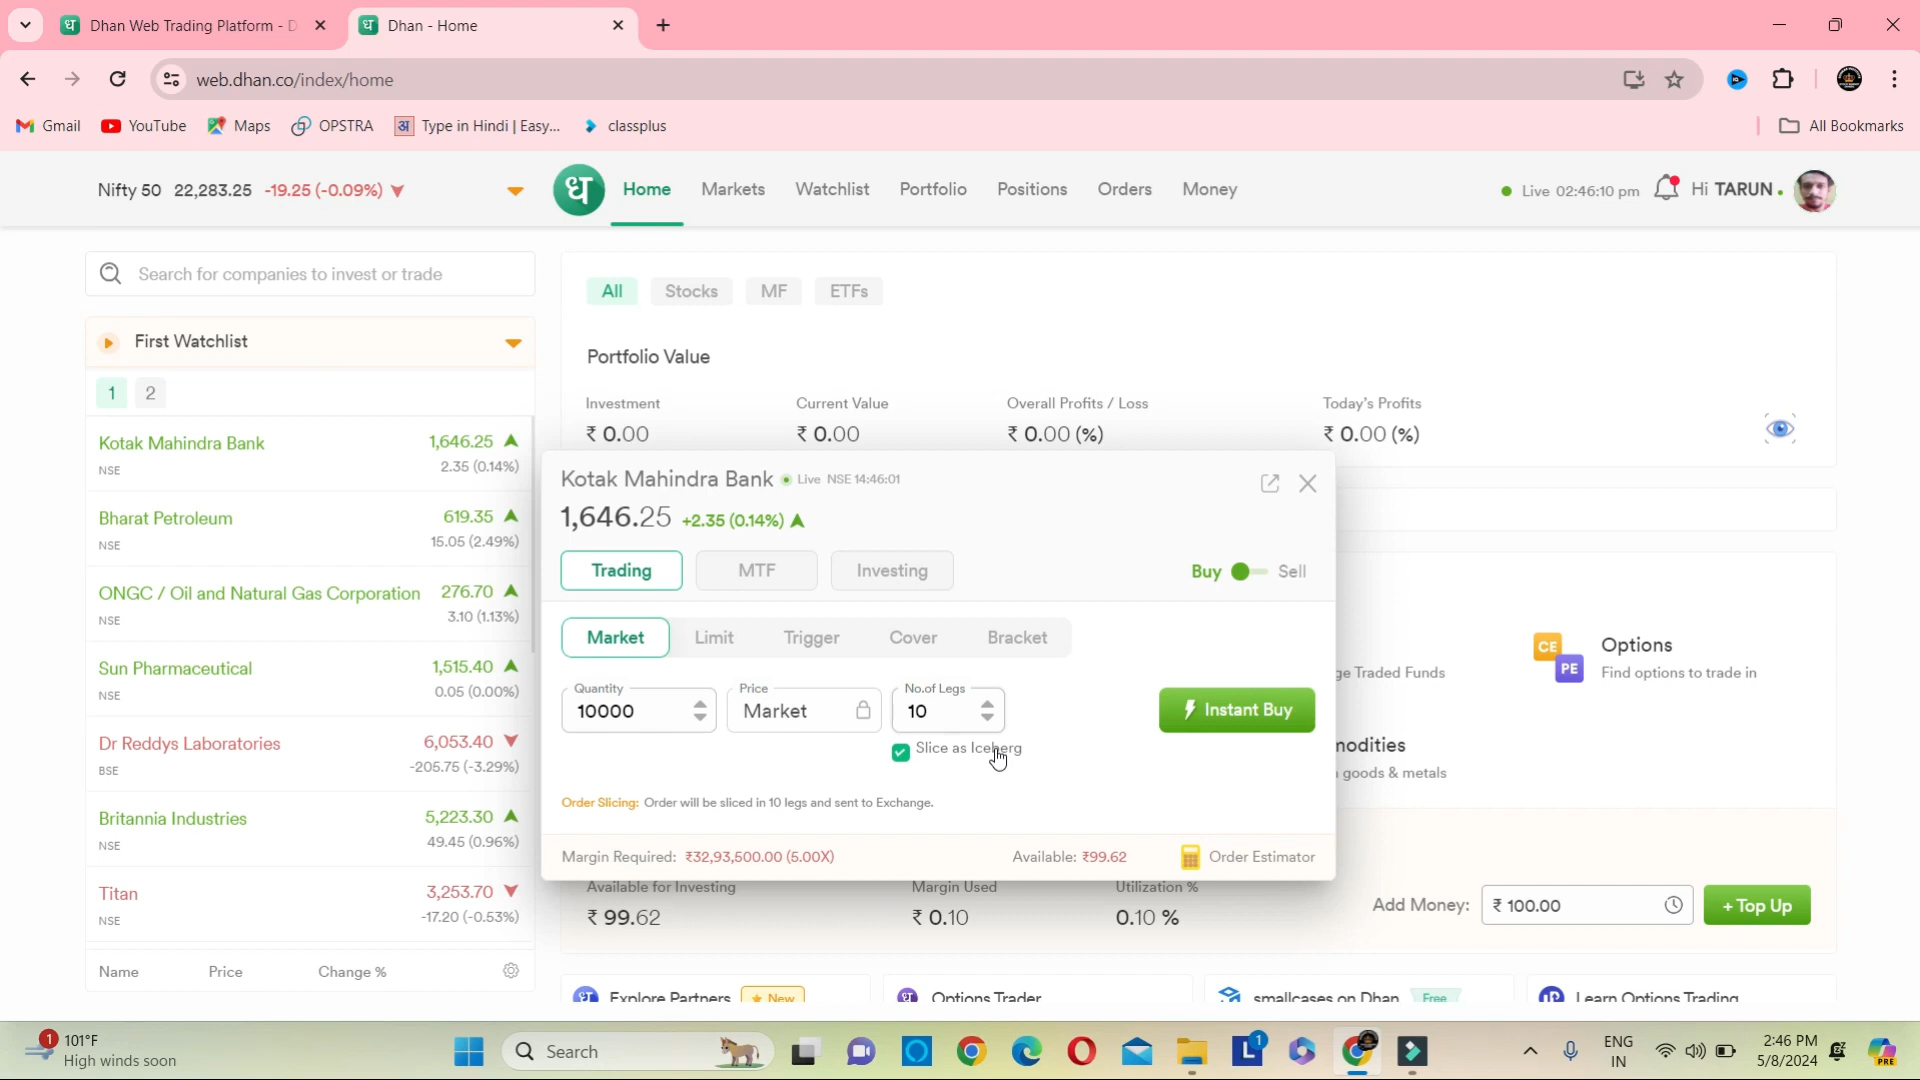 Dhan Web Trading Platform - D
Dhan - Home
web.dhan.co/index/home
Gmail
YouTube
Maps
OPSTRA
अ Type in Hindi | Easy...
classplus
All Bookmarks
Nifty 50 22,283.25 -19.25 (-0.09%)
ध
Home Markets Watchlist Portfolio Positions Orders Money
Live 02:46:10 pm
Hi TARUN
Search for companies to invest or trade
First Watchlist
1 2
Kotak Mahindra Bank 1,646.25
NSE 2.35 (0.14%)
Bharat Petroleum 619.35
NSE 15.05 (2.49%)
ONGC / Oil and Natural Gas Corporation 276.70
NSE 3.10 (1.13%)
Sun Pharmaceutical 1,515.40
NSE 0.05 (0.00%)
Dr Reddys Laboratories 6,053.40
BSE -205.75 (-3.29%)
Britannia Industries 5,223.30
NSE 49.45 (0.96%)
Titan 3,253.70
NSE -17.20 (-0.53%)
Name Price Change %
All Stocks MF ETFs
Portfolio Value
Investment Current Value Overall Profits / Loss Today's Profits
₹ 0.00 ₹ 0.00 ₹ 0.00 (%) ₹ 0.00 (%)
Kotak Mahindra Bank Live NSE 14:46:01
1,646.25 +2.35 (0.14%)
Trading MTF Investing
Buy Sell
Market Limit Trigger Cover Bracket
Quantity Price No.of Legs
10000 Market 10
Instant Buy
Slice as Iceberg
Order Slicing: Order will be sliced in 10 legs and sent to Exchange.
Margin Required: ₹32,93,500.00 (5.00X) Available: ₹99.62 Order Estimator
CE PE
Options
ge Traded Funds Find options to trade in
modities
goods & metals
Available for Investing Margin Used Utilization %
₹ 99.62 ₹ 0.10 0.10 %
Add Money: ₹ 100.00 + Top Up
Explore Partners New
Options Trader
smallcases on Dhan Free
Learn Options Trading
1
101°F
High winds soon
Search
1
ENG
IN
2:46 PM
5/8/2024
PRE